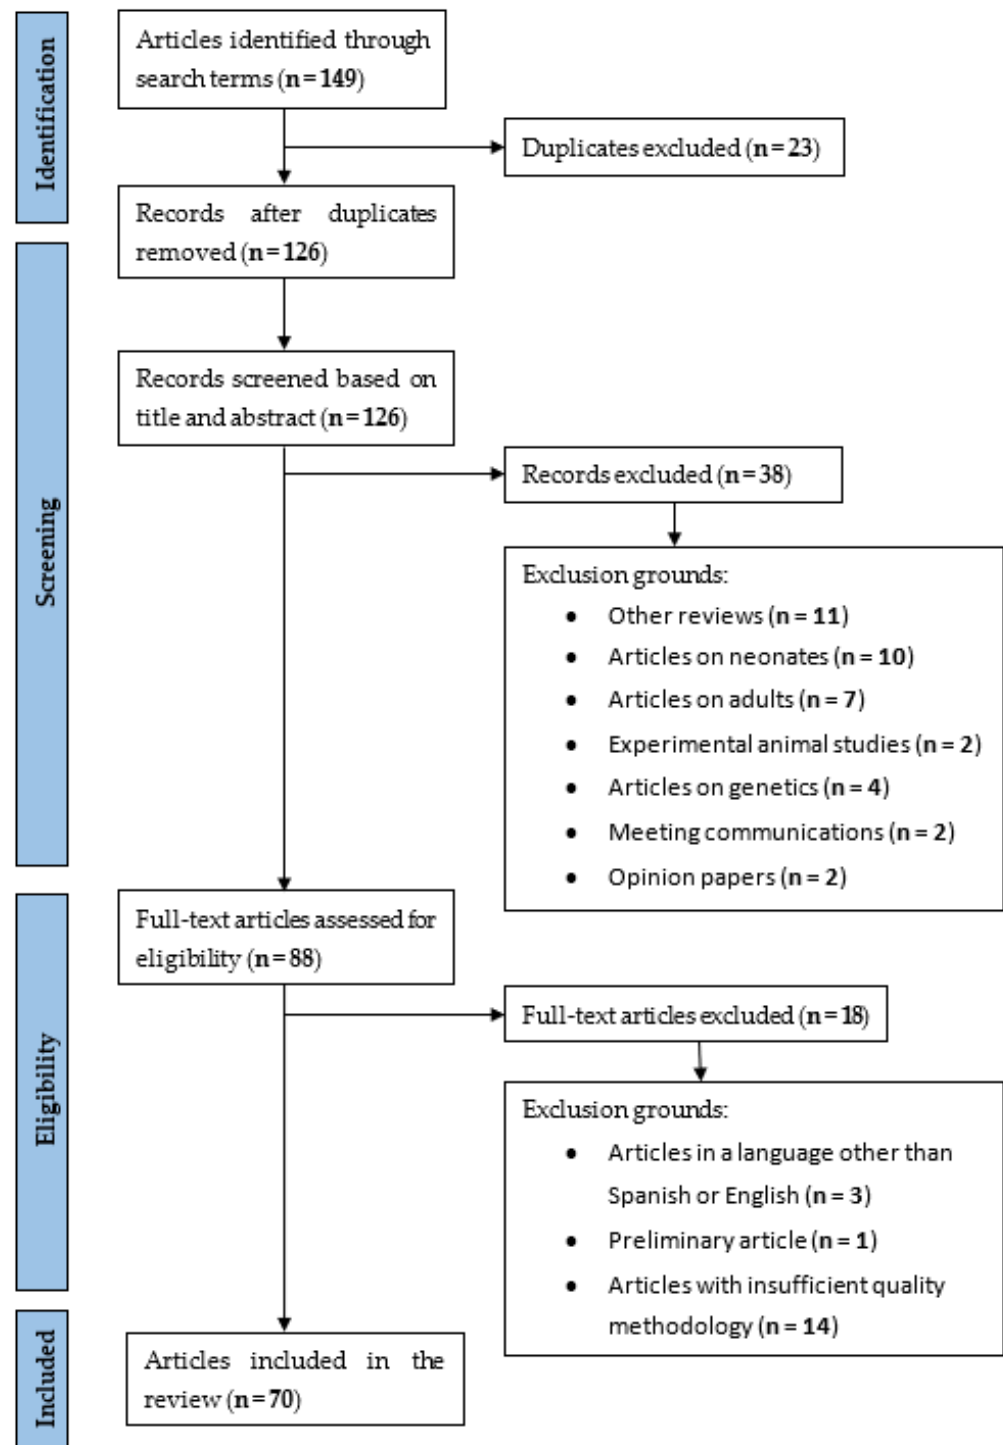 Identification
Articles identified through
search terms (n = 149)
Duplicates excluded (n = 23)
Records after duplicates
removed (n = 126)
Screening
Records screened based on
title and abstract (n = 126)
Records excluded (n = 38)
Exclusion grounds:
• Other reviews (n = 11)
• Articles on neonates (n = 10)
• Articles on adults (n = 7)
• Experimental animal studies (n = 2)
• Articles on genetics (n = 4)
• Meeting communications (n = 2)
• Opinion papers (n = 2)
Eligibility
Full-text articles assessed for
eligibility (n = 88)
Full-text articles excluded (n = 18)
Exclusion grounds:
• Articles in a language other than
Spanish or English (n = 3)
• Preliminary article (n = 1)
• Articles with insufficient quality
methodology (n = 14)
Included
Articles included in the
review (n = 70)